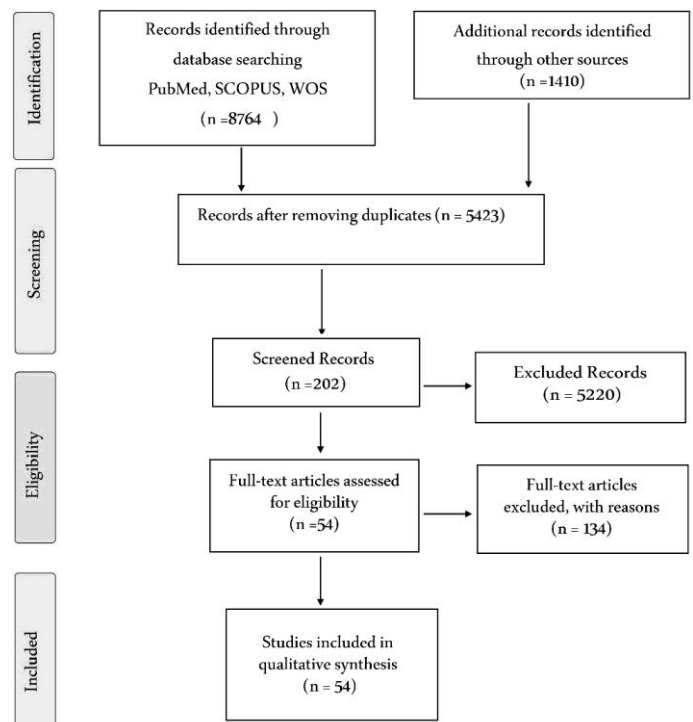 Identification
Records identified through
database searching
PubMed, SCOPUS, WOS
(n =8764 )
Additional records identified
through other sources
(n =1410)
Screening
Records after removing duplicates (n = 5423)
Screened Records
(n =202)
Excluded Records
(n = 5220)
Eligibility
Full-text articles assessed
for eligibility
(n =54)
Full-text articles
excluded, with reasons
(n = 134)
Included
Studies included in
qualitative synthesis
(n = 54)